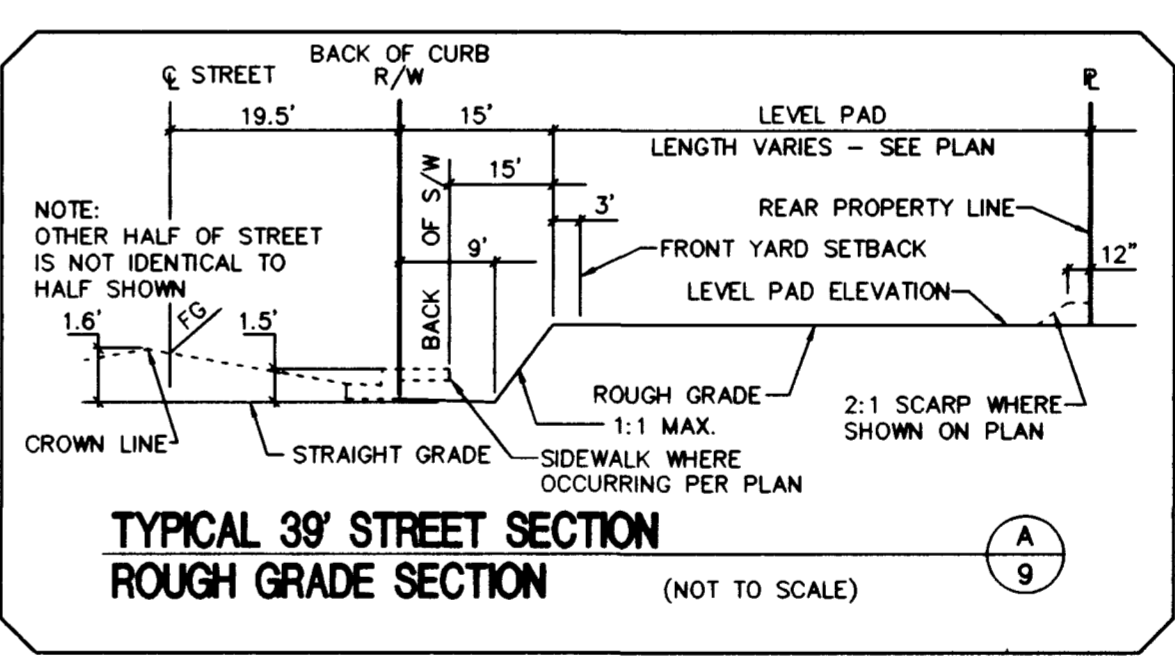 BACK OF CURB
℄ STREET
R/W
℄
19.5'
15'
LEVEL PAD
LENGTH VARIES - SEE PLAN
BACK OF S/W
15'
3'
REAR PROPERTY LINE
NOTE:
OTHER HALF OF STREET
IS NOT IDENTICAL TO
HALF SHOWN
9'
FRONT YARD SETBACK
12"
LEVEL PAD ELEVATION
1.6'
FG
1.5'
ROUGH GRADE
1:1 MAX.
2:1 SCARP WHERE
SHOWN ON PLAN
CROWN LINE
STRAIGHT GRADE
SIDEWALK WHERE
OCCURRING PER PLAN
TYPICAL 39' STREET SECTION
ROUGH GRADE SECTION
(NOT TO SCALE)
A
9